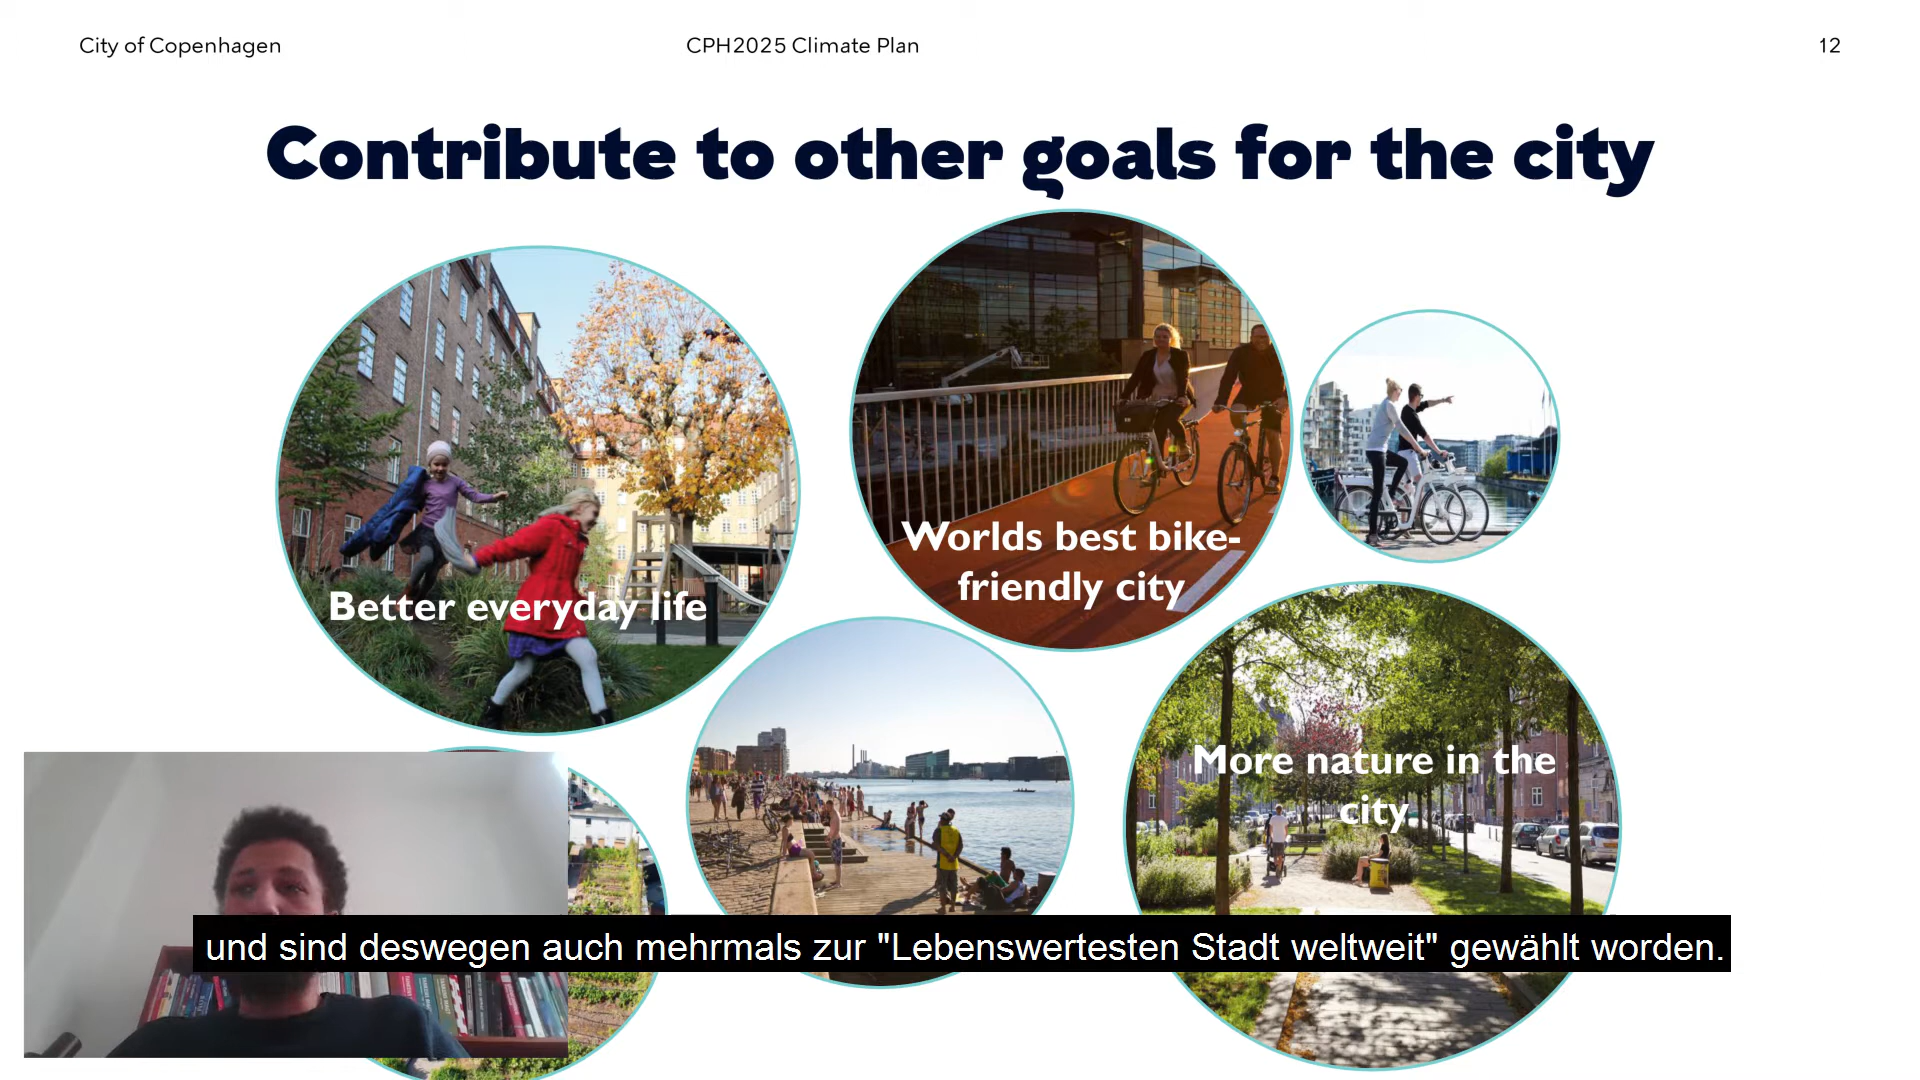 City of Copenhagen
CPH2025 Climate Plan
12
Contribute to other goals for the city
Better everyday life
Worlds best bike-
friendly city
More nature in the
city
und sind deswegen auch mehrmals zur "Lebenswertesten Stadt weltweit" gewählt worden.